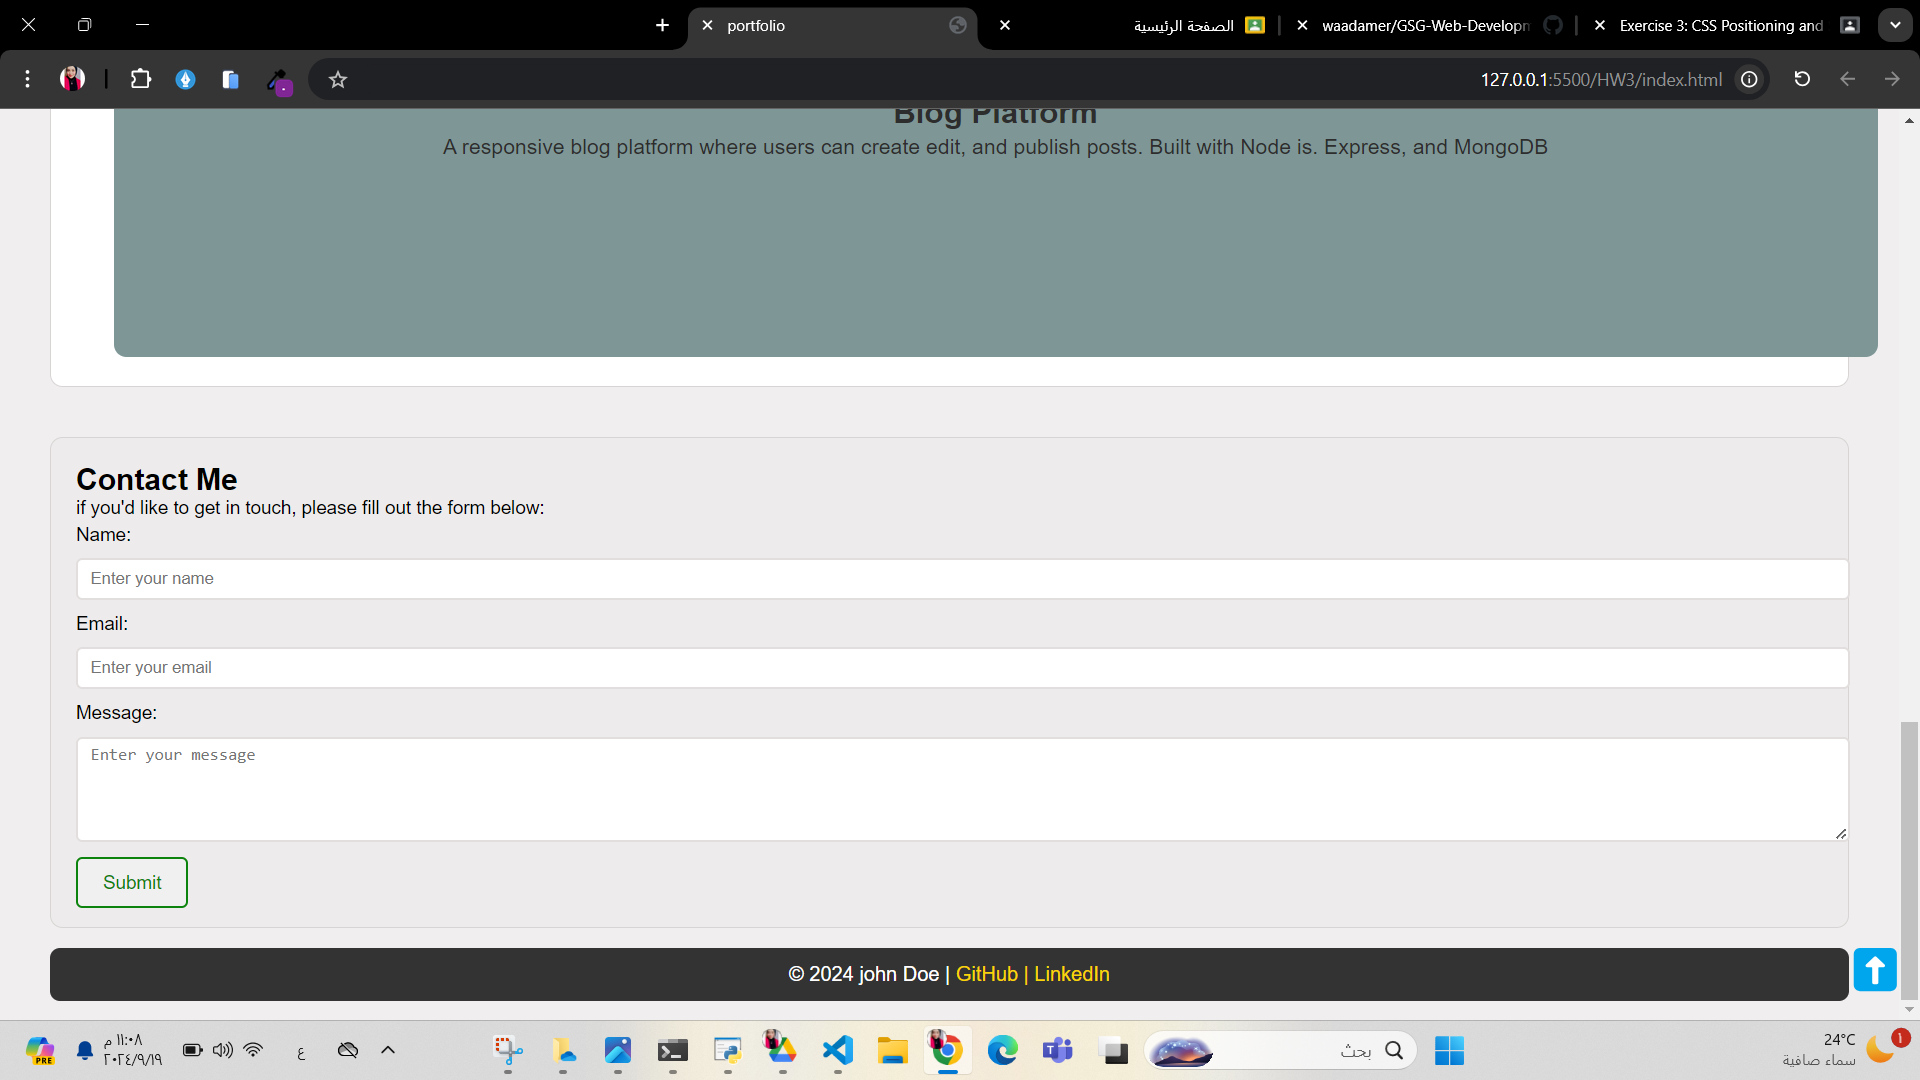 portfolio
الصفحة الرئيسية
waadamer/GSG-Web-Developm
Exercise 3: CSS Positioning and
127.0.0.1:5500/HW3/index.html
Blog Platform
A responsive blog platform where users can create edit, and publish posts. Built with Node is. Express, and MongoDB
Contact Me
if you'd like to get in touch, please fill out the form below:
Name:
Enter your name
Email:
Enter your email
Message:
Enter your message
Submit
© 2024 john Doe | GitHub | LinkedIn
PRE
١١:٠٨ م
٢٠٢٤/٩/١٩
ع
بحث
24°C
سماء صافية
١